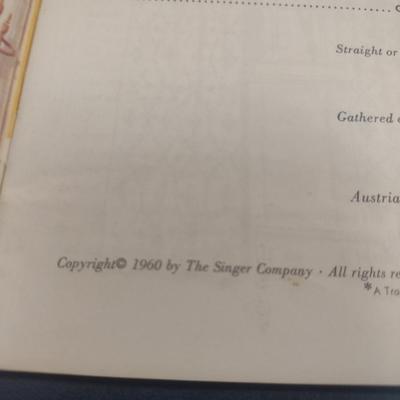 Straight or
Gathered
Austria
Copyright© 1960 by The Singer Company · All rights re
* A Tra